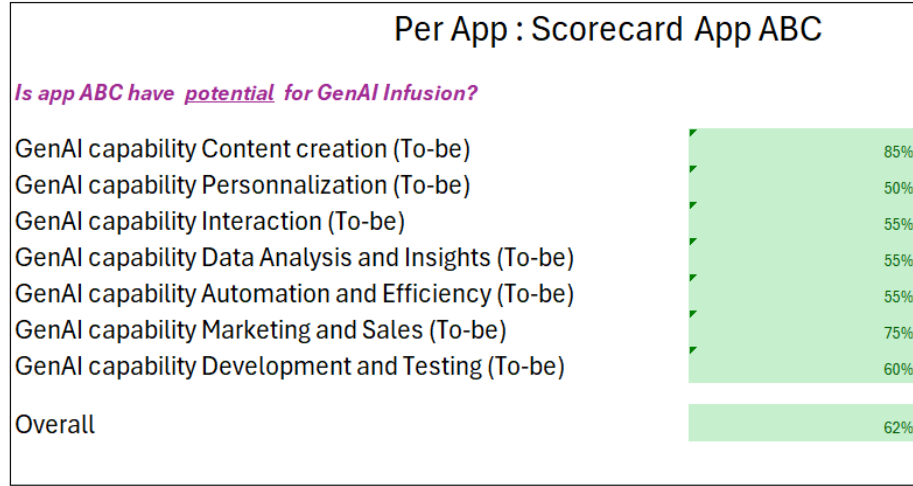 Per App : Scorecard App ABC
Is app ABC have potential for GenAI Infusion?
GenAI capability Content creation (To-be) 85%
GenAI capability Personnalization (To-be) 50%
GenAI capability Interaction (To-be) 55%
GenAI capability Data Analysis and Insights (To-be) 55%
GenAI capability Automation and Efficiency (To-be) 55%
GenAI capability Marketing and Sales (To-be) 75%
GenAI capability Development and Testing (To-be) 60%
Overall 62%